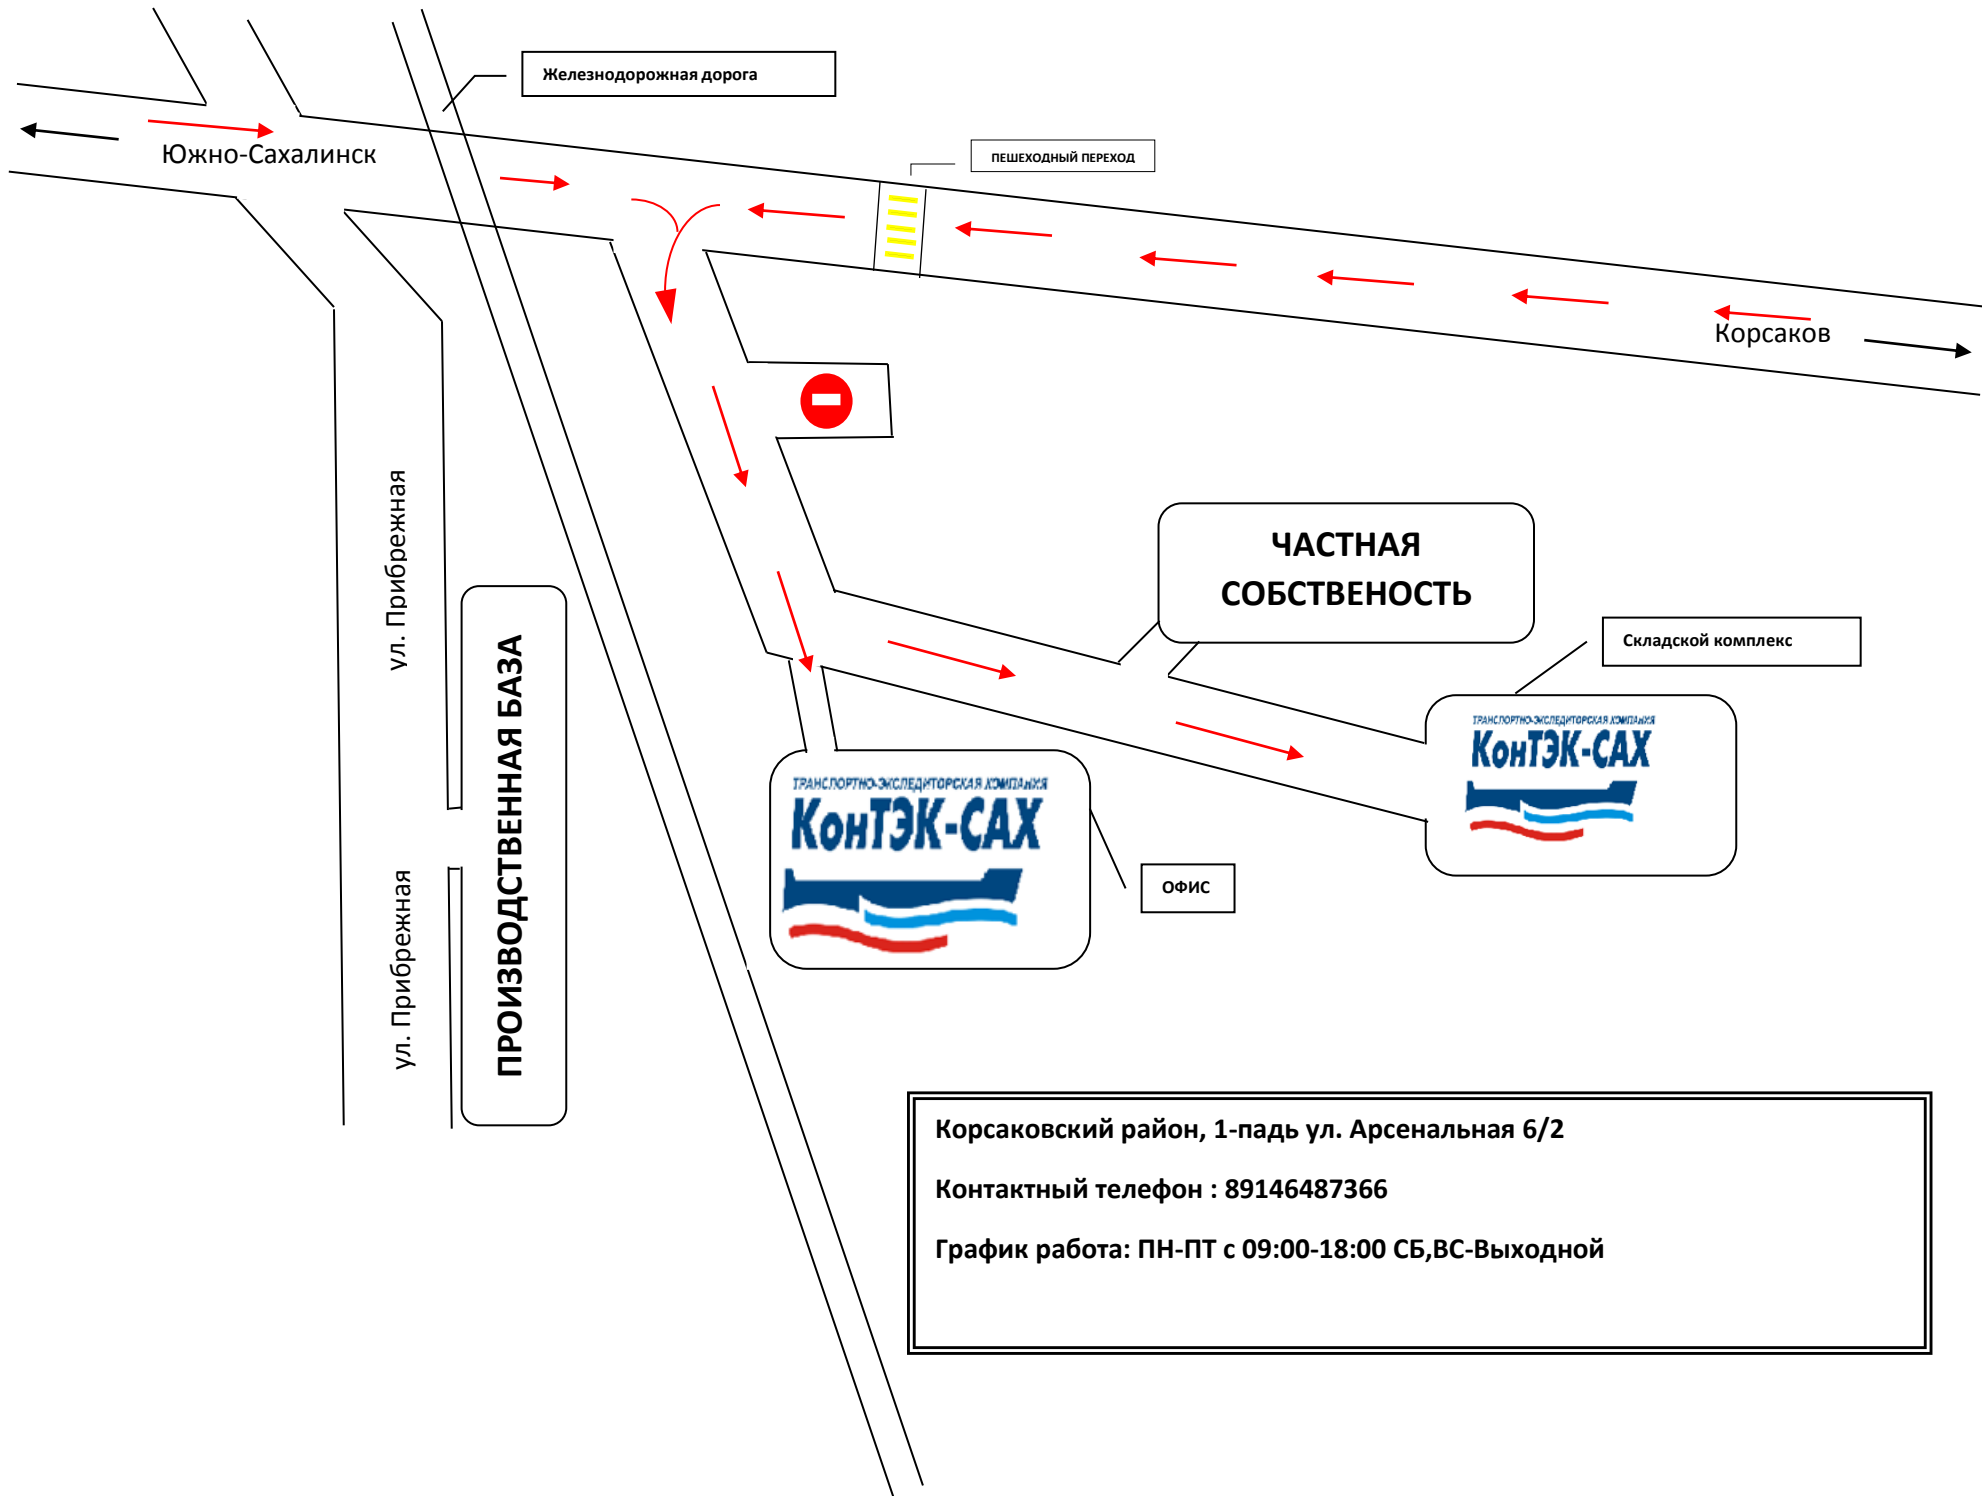 Железнодорожная дорога
Южно-Сахалинск
ПЕШЕХОДНЫЙ ПЕРЕХОД
Корсаков
ул. Прибрежная
ЧАСТНАЯ
СОБСТВЕНОСТЬ
Складской комплекс
ПРОИЗВОДСТВЕННАЯ БАЗА
ТРАНСПОРТНО-ЭКСПЕДИТОРСКАЯ КОМПАНИЯ
КонТЭК-САХ
ТРАНСПОРТНО-ЭКСПЕДИТОРСКАЯ КОМПАНИЯ
КонТЭК-САХ
ОФИС
ул. Прибрежная
Корсаковский район, 1-падь ул. Арсенальная 6/2
Контактный телефон : 89146487366
График работа: ПН-ПТ с 09:00-18:00 СБ,ВС-Выходной